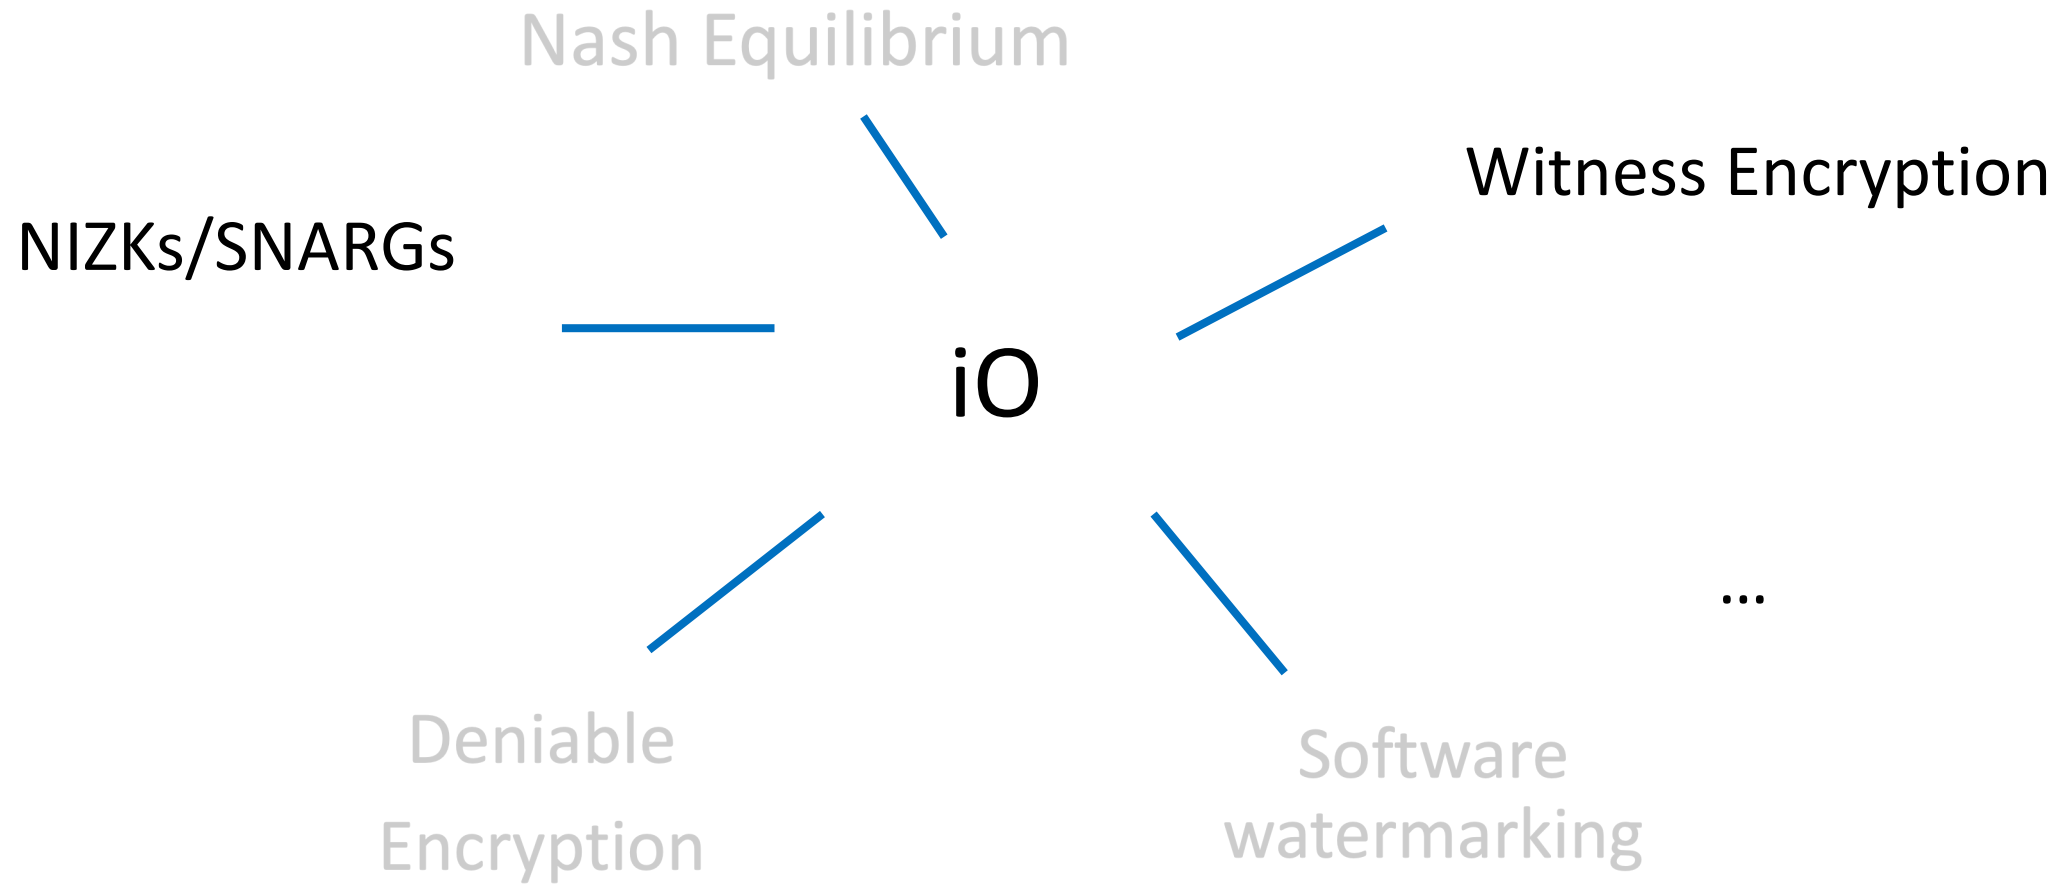 Nash Equilibrium
Witness Encryption
NIZKs/SNARGs
iO
...
Deniable
Encryption
Software
watermarking